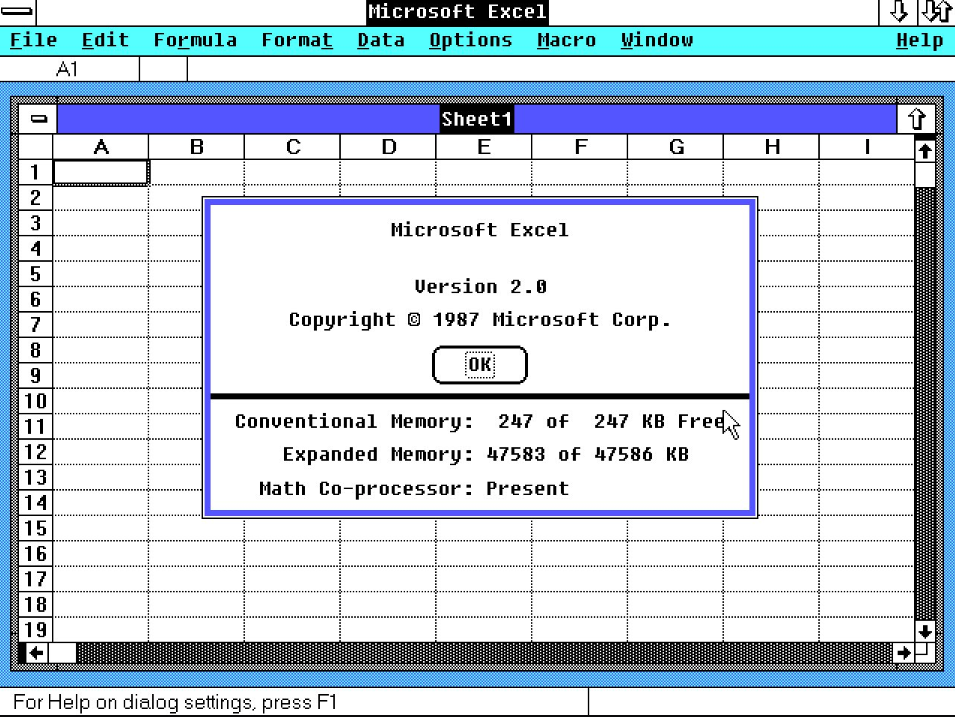 Microsoft Excel
File Edit Formula Format Data Options Macro Window Help
A1
Sheet1
A B C D E F G H I
1
2
3
4
5
6
7
8
9
10
11
12
13
14
15
16
17
18
19
Microsoft Excel
Version 2.0
Copyright © 1987 Microsoft Corp.
OK
Conventional Memory: 247 of 247 KB Free
Expanded Memory: 47583 of 47586 KB
Math Co-processor: Present
For Help on dialog settings, press F1